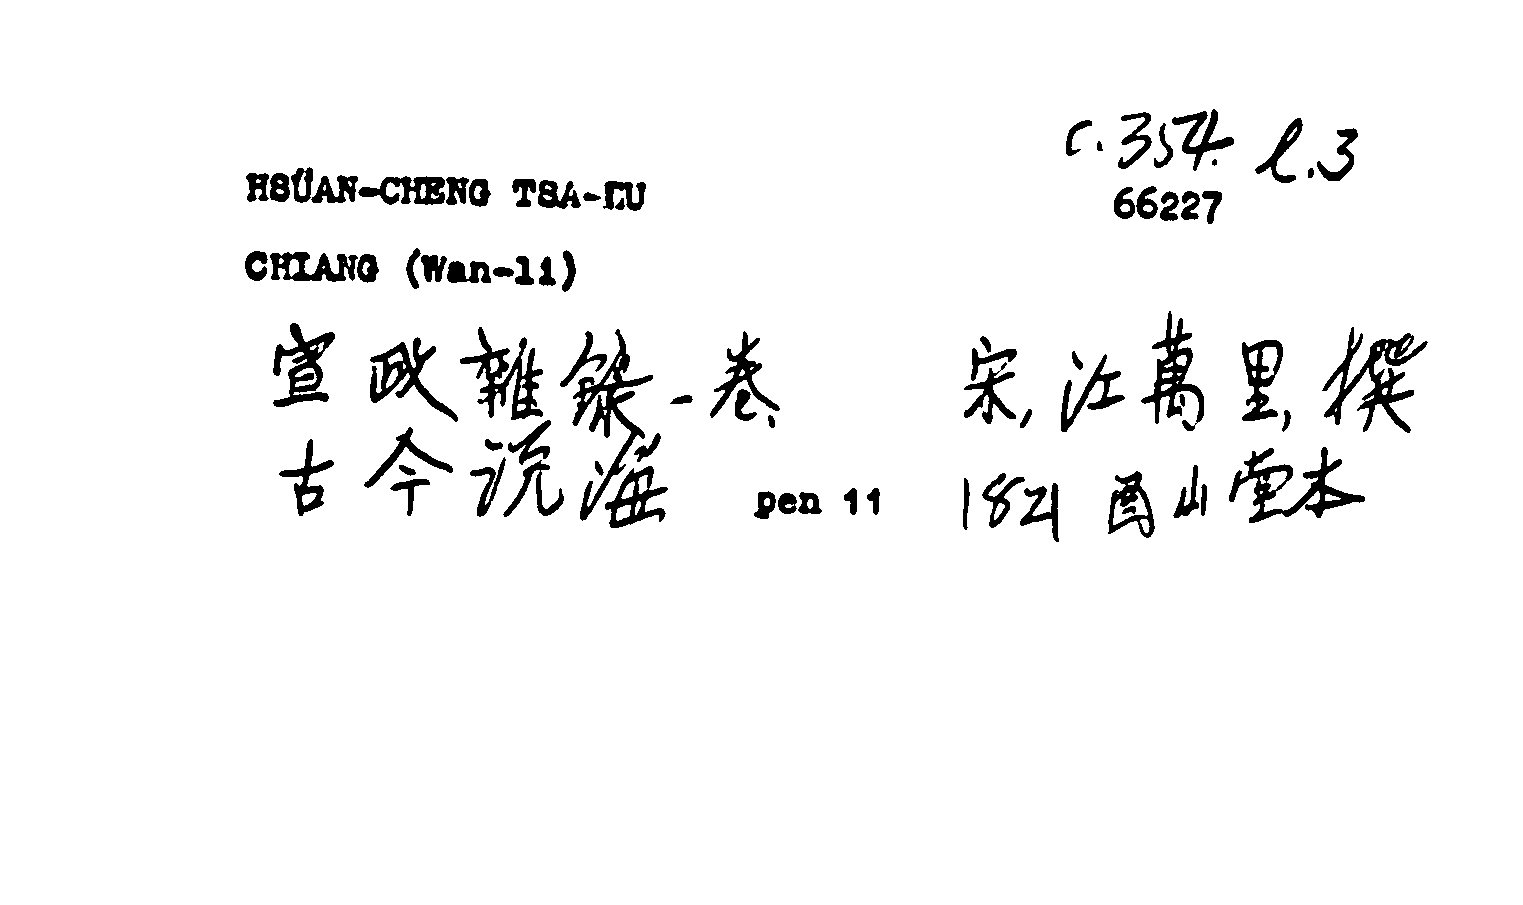 c.354. l.3
66227
HSÜAN-CHENG TSA-LU
CHIANG (Wan-li)
宣政雜錄一卷 宋,江萬里,撰
古今说海 pen 11 1821 酉山堂本